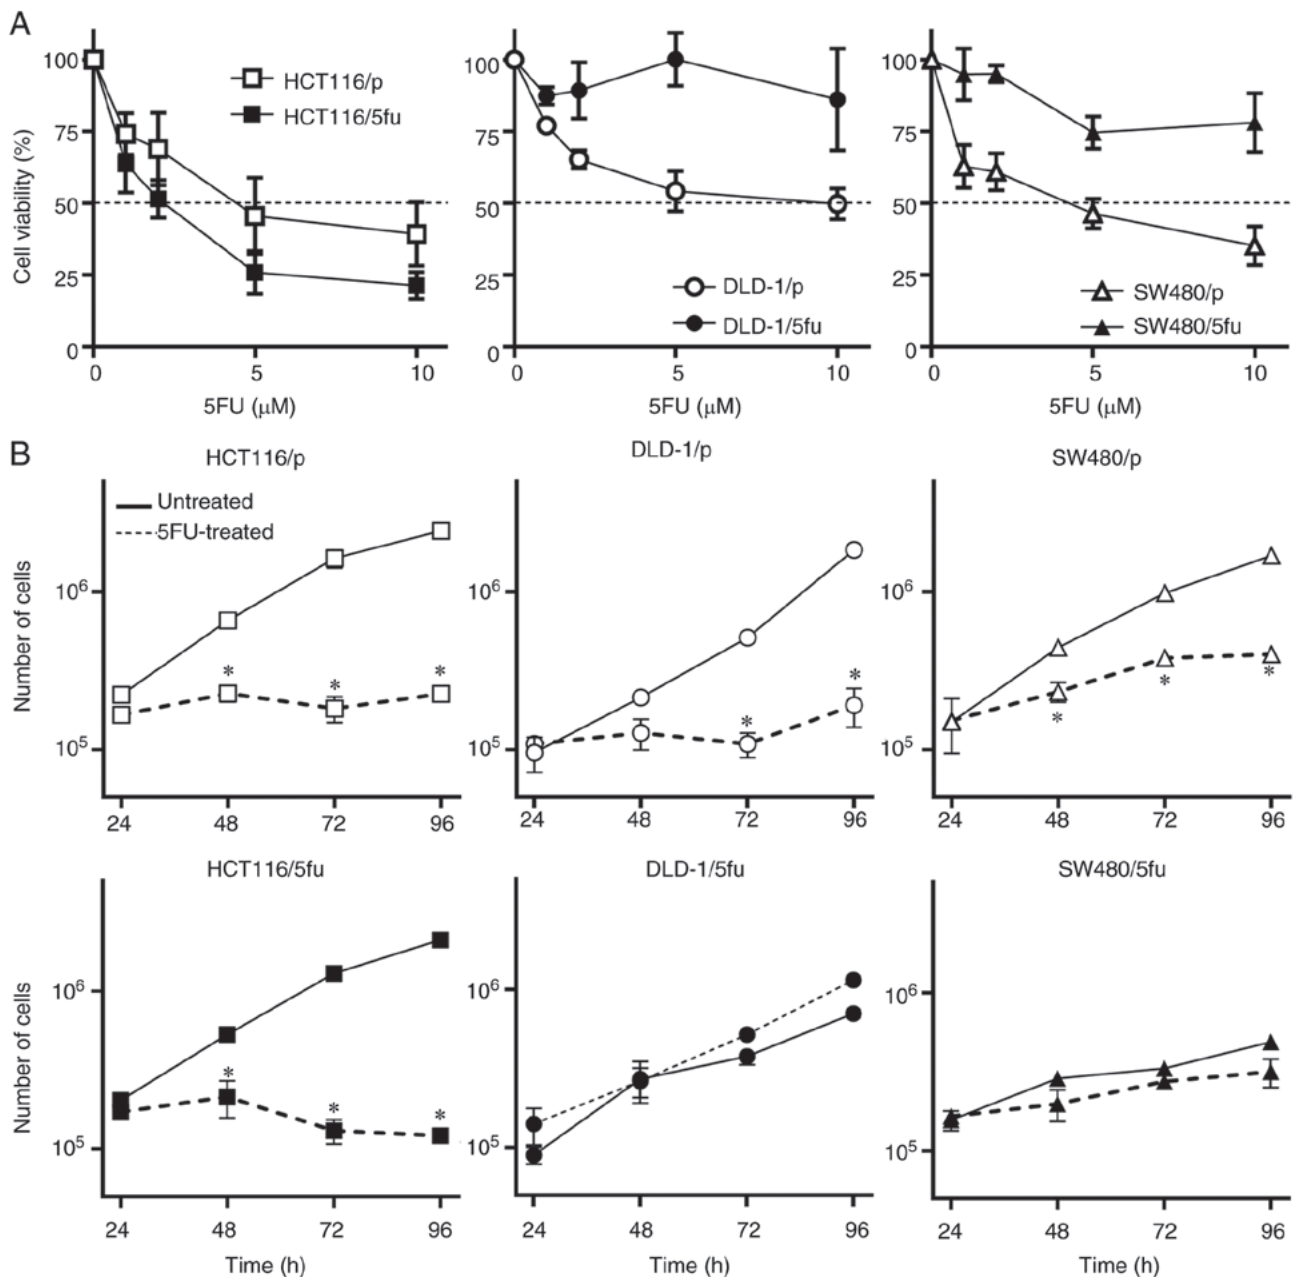 A
100
75
50
25
0
Cell viability (%)
HCT116/p
HCT116/5fu
0
5
10
5FU (μM)
100
75
50
25
0
DLD-1/p
DLD-1/5fu
0
5
10
5FU (μM)
100
75
50
25
0
SW480/p
SW480/5fu
0
5
10
5FU (μM)
B
HCT116/p
Untreated
5FU-treated
Number of cells
10⁶
10⁵
* * *
24 48 72 96
DLD-1/p
10⁶
10⁵
* *
24 48 72 96
SW480/p
10⁶
10⁵
* * *
24 48 72 96
HCT116/5fu
Number of cells
10⁶
10⁵
* * *
24 48 72 96
Time (h)
DLD-1/5fu
10⁶
10⁵
24 48 72 96
Time (h)
SW480/5fu
10⁶
10⁵
24 48 72 96
Time (h)